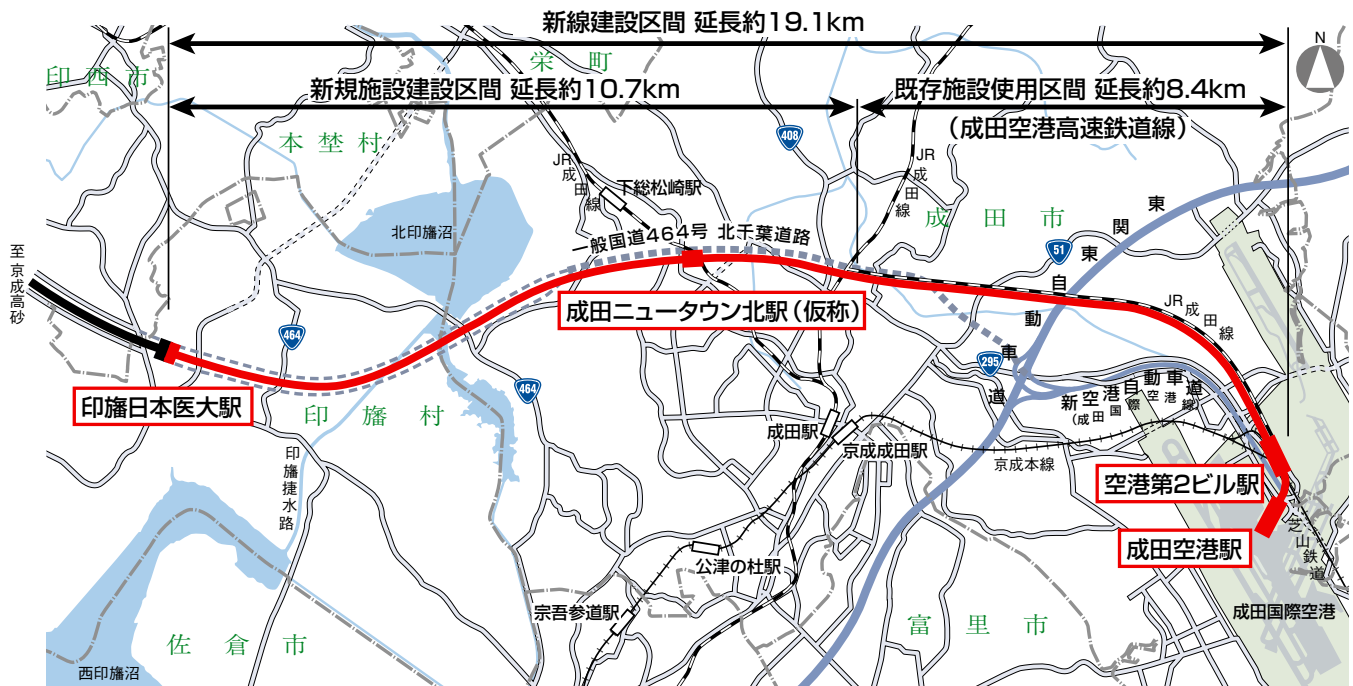 新線建設区間 延長約19.1km
N
印西市
栄町
新規施設建設区間 延長約10.7km
既存施設使用区間 延長約8.4km
(成田空港高速鉄道線)
本埜村
408
JR成田線
JR成田線
下総松崎駅
成田市
東関東自動車道
北印旛沼
一般国道464号 北千葉道路
51
至京成高砂
成田ニュータウン北駅(仮称)
JR成田線
464
295
464
印旛日本医大駅
印旛村
新空港自動車道
(成田国際空港線)
成田駅
京成成田駅
京成本線
印旛捷水路
空港第2ビル駅
成田空港駅
芝山鉄道
公津の杜駅
宗吾参道駅
成田国際空港
佐倉市
富里市
西印旛沼